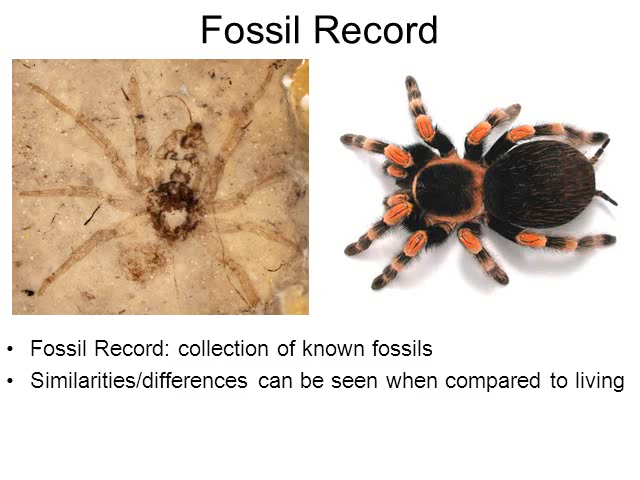 Fossil Record
• Fossil Record: collection of known fossils
• Similarities/differences can be seen when compared to living